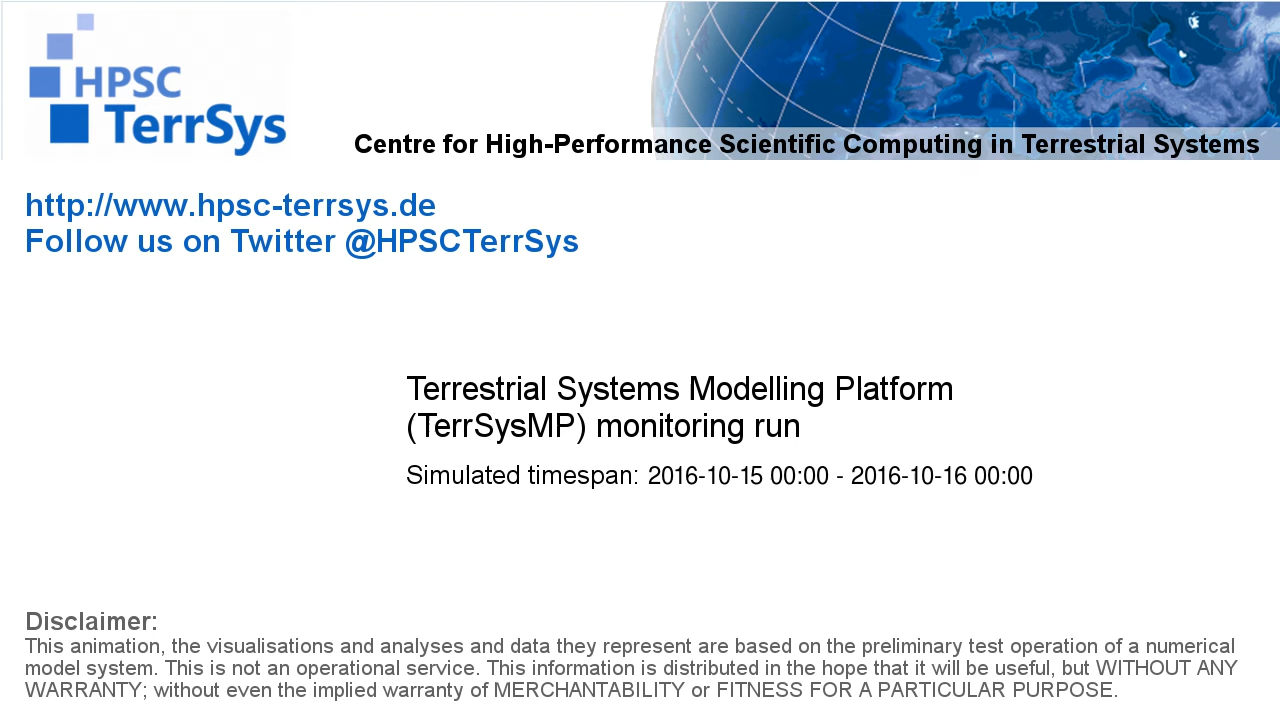 HPSC
TerrSys
Centre for High-Performance Scientific Computing in Terrestrial Systems
http://www.hpsc-terrsys.de
Follow us on Twitter @HPSCTerrSys
Terrestrial Systems Modelling Platform
(TerrSysMP) monitoring run
Simulated timespan: 2016-10-15 00:00 - 2016-10-16 00:00
Disclaimer:
This animation, the visualisations and analyses and data they represent are based on the preliminary test operation of a numerical
model system. This is not an operational service. This information is distributed in the hope that it will be useful, but WITHOUT ANY
WARRANTY; without even the implied warranty of MERCHANTABILITY or FITNESS FOR A PARTICULAR PURPOSE.